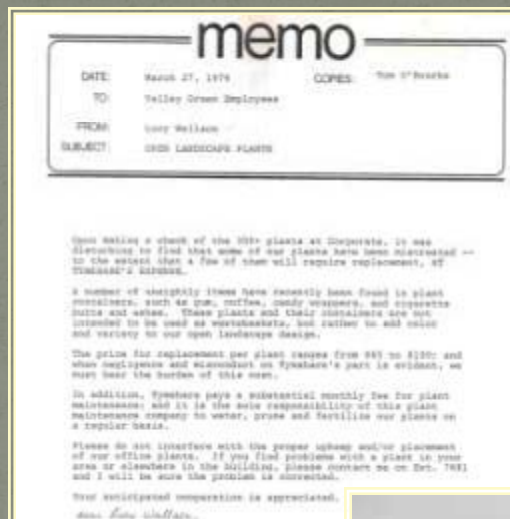 memo
DATE: March 27, 1979 COPIES: Tom O'Rourke
TO: Valley Green Employees
FROM: Lucy Wallace
SUBJECT: OPEN LANDSCAPE PLANTS
Upon making a check of the 300+ plants at Corporate, it was
disturbing to find that some of our plants have been mistreated --
to the extent that a few of them will require replacement, at
TYMSHARE'S EXPENSE.
A number of unsightly items have recently been found in plant
containers, such as gum, coffee, candy wrappers, and cigarette
butts and ashes. These plants and their containers are not
intended to be used as wastebaskets, but rather to add color
and variety to our open landscape design.
The price for replacement per plant ranges from $65 to $150; and
when negligence and misconduct on Tymshare's part is evident, we
must bear the burden of this cost.
In addition, Tymshare pays a substantial monthly fee for plant
maintenance; and it is the sole responsibility of this plant
maintenance company to water, prune and fertilize our plants on
a regular basis.
Please do not interfere with the proper upkeep and/or placement
of our office plants. If you find problems with a plant in your
area or elsewhere in the building, please contact me on Ext. 7681
and I will be sure the problem is corrected.
Your anticipated cooperation is appreciated.
Lucy Wallace